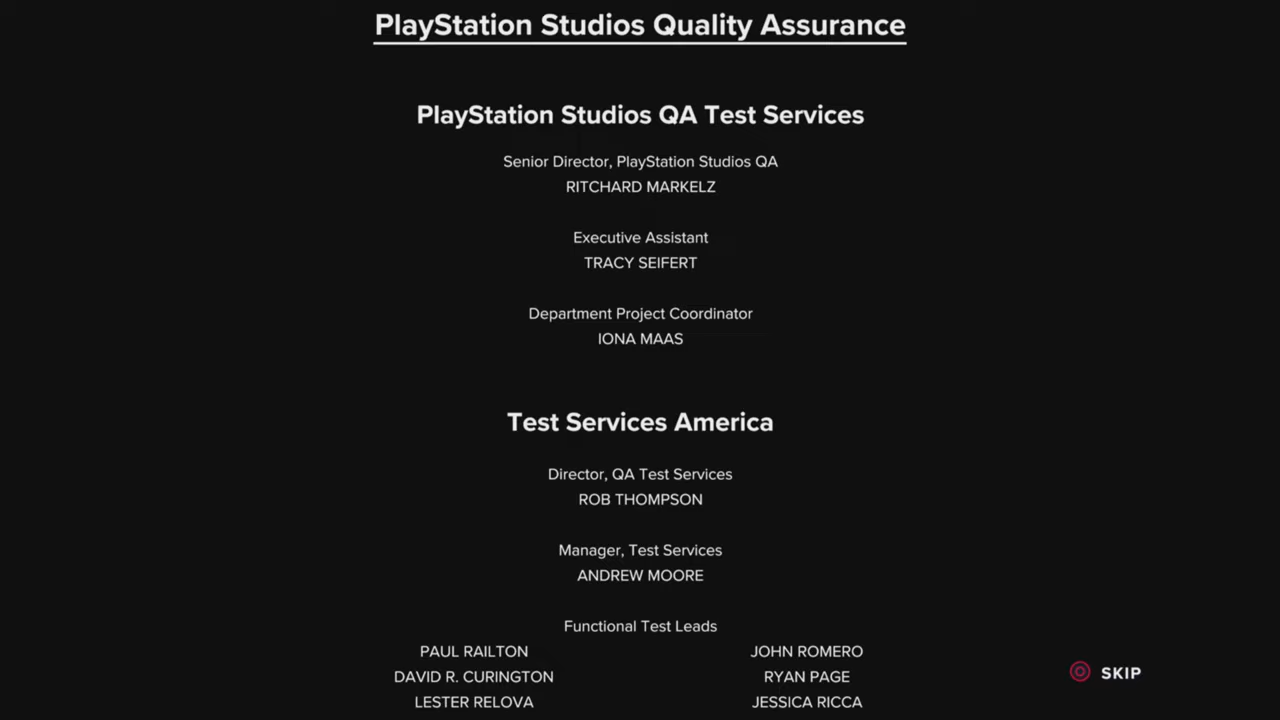 PlayStation Studios Quality Assurance
PlayStation Studios QA Test Services
Senior Director, PlayStation Studios QA
RITCHARD MARKELZ
Executive Assistant
TRACY SEIFERT
Department Project Coordinator
IONA MAAS
Test Services America
Director, QA Test Services
ROB THOMPSON
Manager, Test Services
ANDREW MOORE
Functional Test Leads
PAUL RAILTON JOHN ROMERO
DAVID R. CURINGTON RYAN PAGE
LESTER RELOVA JESSICA RICCA
SKIP